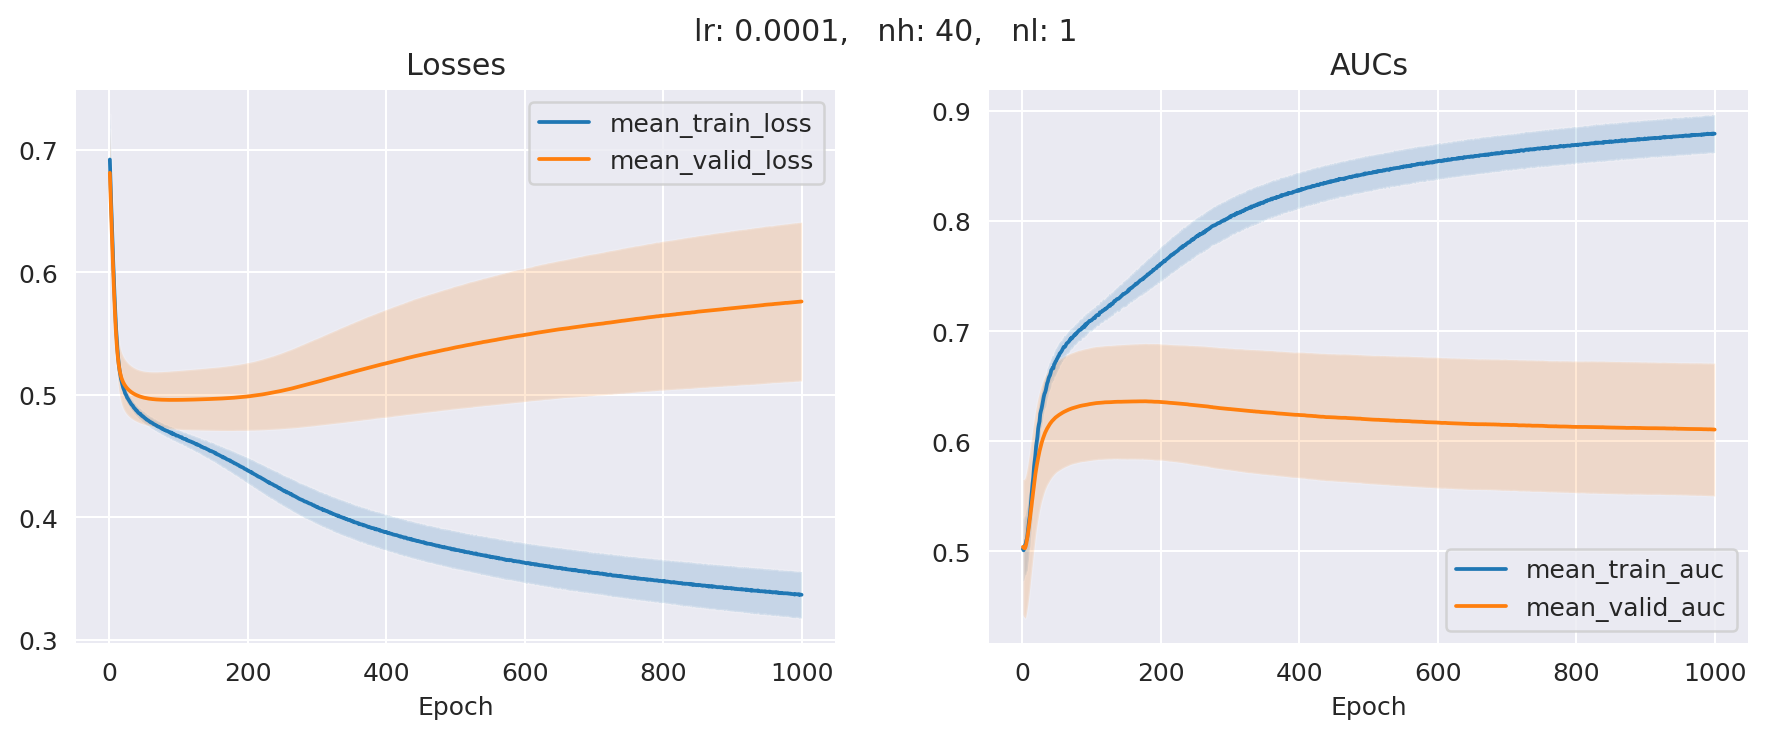 lr: 0.0001,   nh: 40,   nl: 1
Losses
0.7
0.6
0.5
0.4
0.3
mean_train_loss
mean_valid_loss
0 200 400 600 800 1000
Epoch
AUCs
0.9
0.8
0.7
0.6
0.5
mean_train_auc
mean_valid_auc
0 200 400 600 800 1000
Epoch